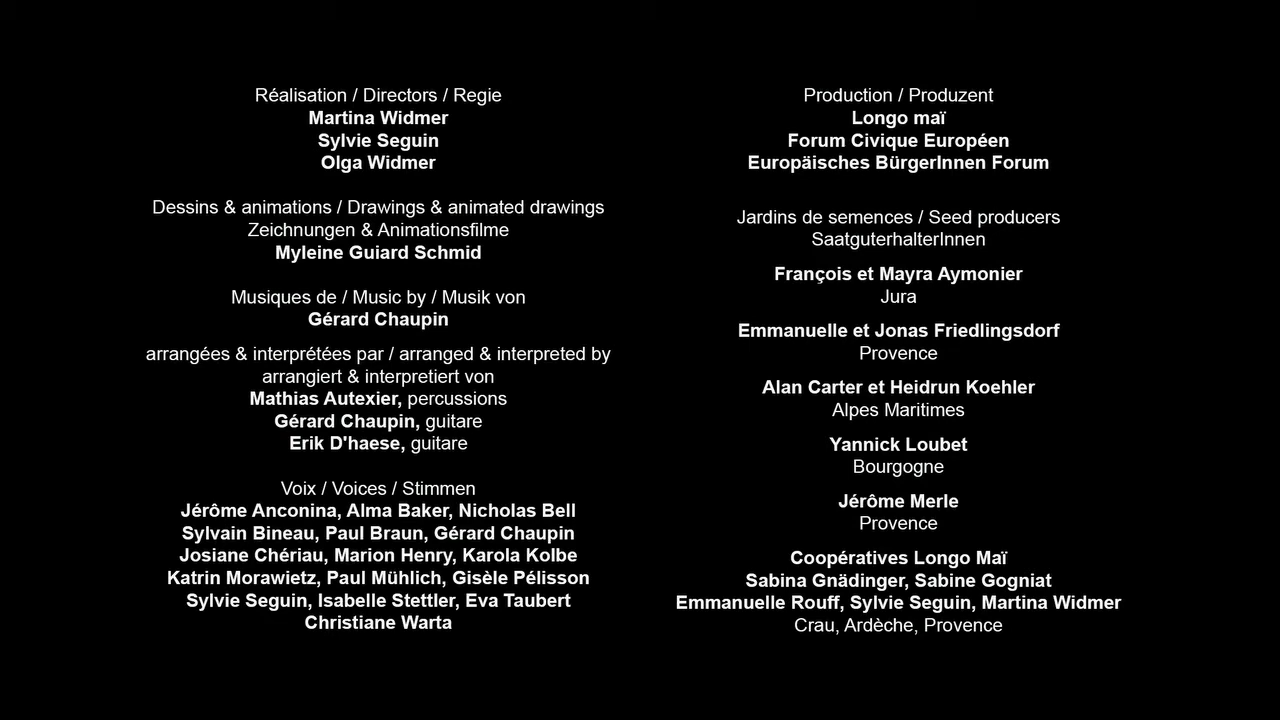 Réalisation / Directors / Regie
Martina Widmer
Sylvie Seguin
Olga Widmer
Dessins & animations / Drawings & animated drawings
Zeichnungen & Animationsfilme
Myleine Guiard Schmid
Musiques de / Music by / Musik von
Gérard Chaupin
arrangées & interprétées par / arranged & interpreted by
arrangiert & interpretiert von
Mathias Autexier, percussions
Gérard Chaupin, guitare
Erik D'haese, guitare
Voix / Voices / Stimmen
Jérôme Anconina, Alma Baker, Nicholas Bell
Sylvain Bineau, Paul Braun, Gérard Chaupin
Josiane Chériau, Marion Henry, Karola Kolbe
Katrin Morawietz, Paul Mühlich, Gisèle Pélisson
Sylvie Seguin, Isabelle Stettler, Eva Taubert
Christiane Warta
Production / Produzent
Longo maï
Forum Civique Européen
Europäisches BürgerInnen Forum
Jardins de semences / Seed producers
SaatguterhalterInnen
François et Mayra Aymonier
Jura
Emmanuelle et Jonas Friedlingsdorf
Provence
Alan Carter et Heidrun Koehler
Alpes Maritimes
Yannick Loubet
Bourgogne
Jérôme Merle
Provence
Coopératives Longo Maï
Sabina Gnädinger, Sabine Gogniat
Emmanuelle Rouff, Sylvie Seguin, Martina Widmer
Crau, Ardèche, Provence